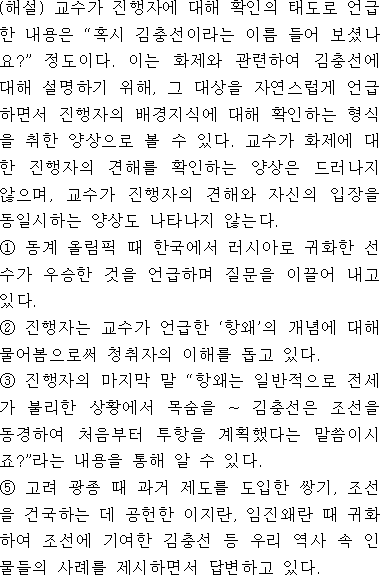 (해설) 교수가 진행자에 대해 확인의 태도로 언급
한 내용은 “혹시 김충선이라는 이름 들어 보셨나
요?” 정도이다. 이는 화제와 관련하여 김충선에
대해 설명하기 위해, 그 대상을 자연스럽게 언급
하면서 진행자의 배경지식에 대해 확인하는 형식
을 취한 양상으로 볼 수 있다. 교수가 화제에 대
한 진행자의 견해를 확인하는 양상은 드러나지
않으며, 교수가 진행자의 견해와 자신의 입장을
동일시하는 양상도 나타나지 않는다.
① 동계 올림픽 때 한국에서 러시아로 귀화한 선
수가 우승한 것을 언급하며 질문을 이끌어 내고
있다.
② 진행자는 교수가 언급한 ‘항왜’의 개념에 대해
물어봄으로써 청취자의 이해를 돕고 있다.
③ 진행자의 마지막 말 “항왜는 일반적으로 전세
가 불리한 상황에서 목숨을 ~ 김충선은 조선을
동경하여 처음부터 투항을 계획했다는 말씀이시
죠?”라는 내용을 통해 알 수 있다.
⑤ 고려 광종 때 과거 제도를 도입한 쌍기, 조선
을 건국하는 데 공헌한 이지란, 임진왜란 때 귀화
하여 조선에 기여한 김충선 등 우리 역사 속 인
물들의 사례를 제시하면서 답변하고 있다.